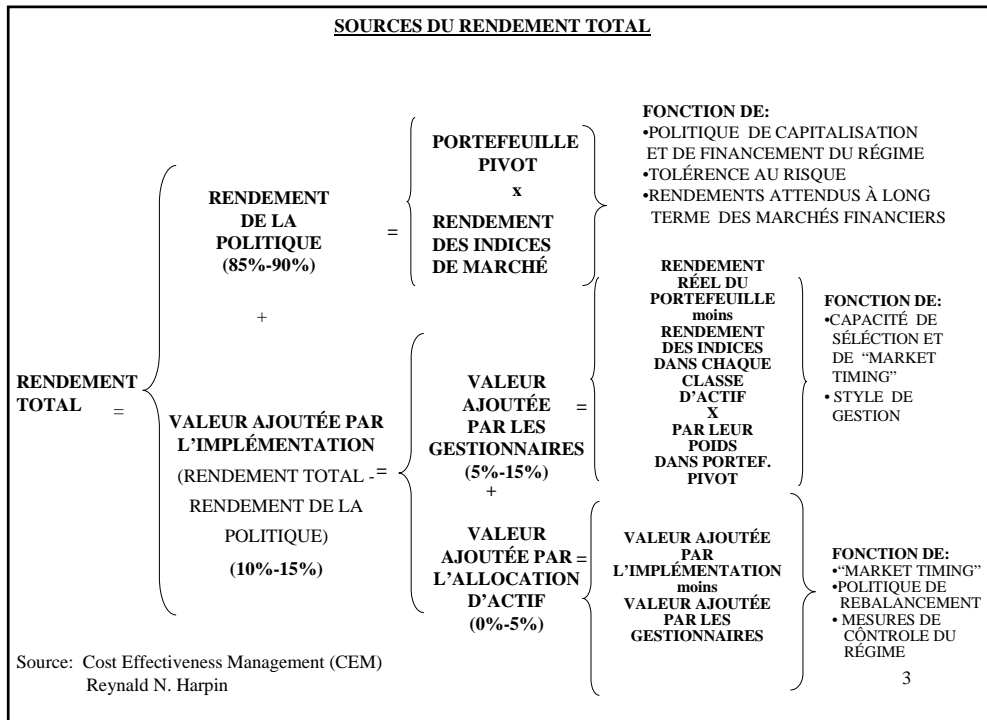 SOURCES DU RENDEMENT TOTAL
RENDEMENT
TOTAL
=
RENDEMENT
DE LA
POLITIQUE
(85%-90%)
=
PORTEFEUILLE
PIVOT
x
RENDEMENT
DES INDICES
DE MARCHÉ
FONCTION DE:
•POLITIQUE DE CAPITALISATION
ET DE FINANCEMENT DU RÉGIME
•TOLÉRENCE AU RISQUE
•RENDEMENTS ATTENDUS À LONG
TERME DES MARCHÉS FINANCIERS
+
VALEUR AJOUTÉE PAR
L’IMPLÉMENTATION
(RENDEMENT TOTAL -
RENDEMENT DE LA
POLITIQUE)
(10%-15%)
=
VALEUR
AJOUTÉE
PAR LES
GESTIONNAIRES
(5%-15%)
=
RENDEMENT
RÉEL DU
PORTEFEUILLE
moins
RENDEMENT
DES INDICES
DANS CHAQUE
CLASSE
D’ACTIF
X
PAR LEUR
POIDS
DANS PORTEF.
PIVOT
FONCTION DE:
•CAPACITÉ DE
SÉLÉCTION ET
DE “MARKET
TIMING”
• STYLE DE
GESTION
+
VALEUR
AJOUTÉE PAR
L’ALLOCATION
D’ACTIF
(0%-5%)
=
VALEUR AJOUTÉE
PAR
L’IMPLÉMENTATION
moins
VALEUR AJOUTÉE
PAR LES
GESTIONNAIRES
FONCTION DE:
•“MARKET TIMING”
•POLITIQUE DE
REBALANCEMENT
• MESURES DE
CÔNTROLE DU
RÉGIME
Source: Cost Effectiveness Management (CEM)
Reynald N. Harpin
3